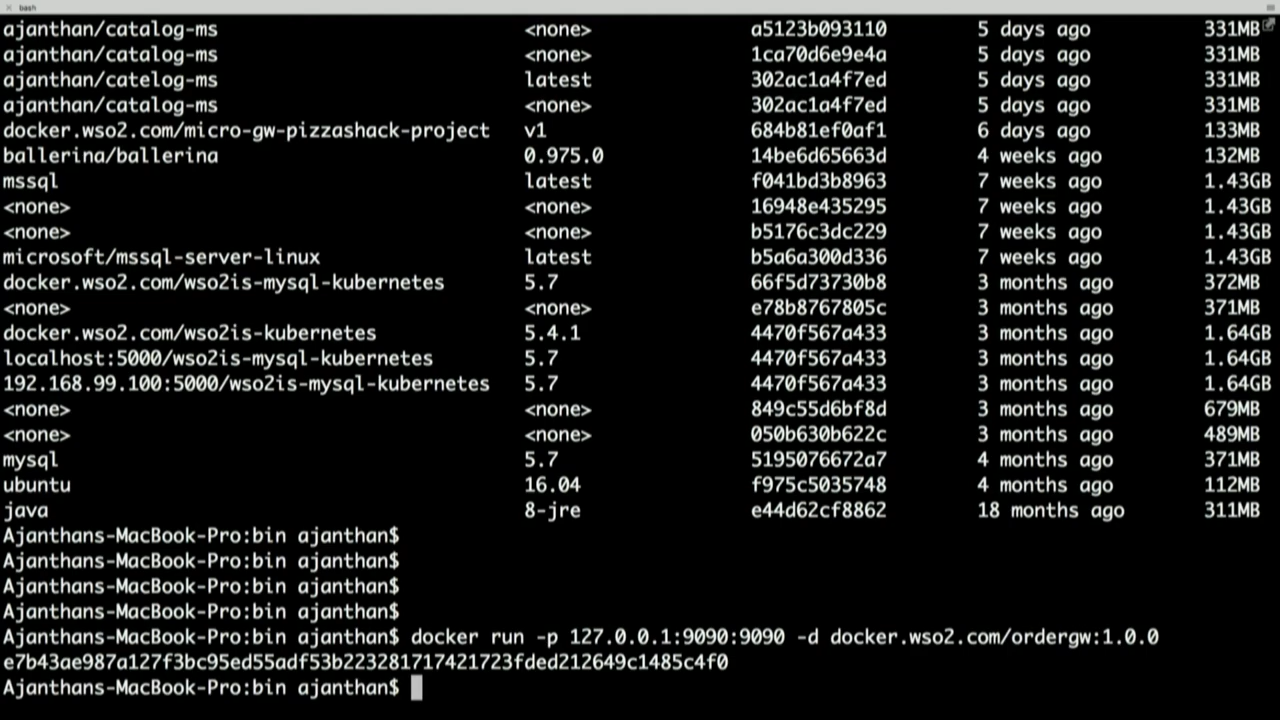 bash
ajanthan/catalog-ms <none> a5123b093110 5 days ago 331MB
ajanthan/catalog-ms <none> 1ca70d6e9e4a 5 days ago 331MB
ajanthan/catelog-ms latest 302ac1a4f7ed 5 days ago 331MB
ajanthan/catelog-ms <none> 302ac1a4f7ed 5 days ago 331MB
docker.wso2.com/micro-gw-pizzashack-project v1 684b81ef0af1 6 days ago 133MB
ballerina/ballerina 0.975.0 14be6d65663d 4 weeks ago 132MB
mssql latest f041bd3b8963 7 weeks ago 1.43GB
<none> <none> 16948e435295 7 weeks ago 1.43GB
<none> <none> b5176c3dc229 7 weeks ago 1.43GB
microsoft/mssql-server-linux latest b5a6a300d336 7 weeks ago 1.43GB
docker.wso2.com/wso2is-mysql-kubernetes 5.7 66f5d73730b8 3 months ago 372MB
<none> <none> e78b8767805c 3 months ago 371MB
docker.wso2.com/wso2is-kubernetes 5.4.1 4470f567a433 3 months ago 1.64GB
localhost:5000/wso2is-mysql-kubernetes 5.7 4470f567a433 3 months ago 1.64GB
192.168.99.100:5000/wso2is-mysql-kubernetes 5.7 4470f567a433 3 months ago 1.64GB
<none> <none> 849c55d6bf8d 3 months ago 679MB
<none> <none> 050b630b622c 3 months ago 489MB
mysql 5.7 5195076672a7 4 months ago 371MB
ubuntu 16.04 f975c5035748 4 months ago 112MB
java 8-jre e44d62cf8862 18 months ago 311MB
Ajanthans-MacBook-Pro:bin ajanthan$
Ajanthans-MacBook-Pro:bin ajanthan$
Ajanthans-MacBook-Pro:bin ajanthan$
Ajanthans-MacBook-Pro:bin ajanthan$
Ajanthans-MacBook-Pro:bin ajanthan$ docker run -p 127.0.0.1:9090:9090 -d docker.wso2.com/ordergw:1.0.0
e7b43ae987a127f3bc95ed55adf53b223281717421723fded212649c1485c4f0
Ajanthans-MacBook-Pro:bin ajanthan$